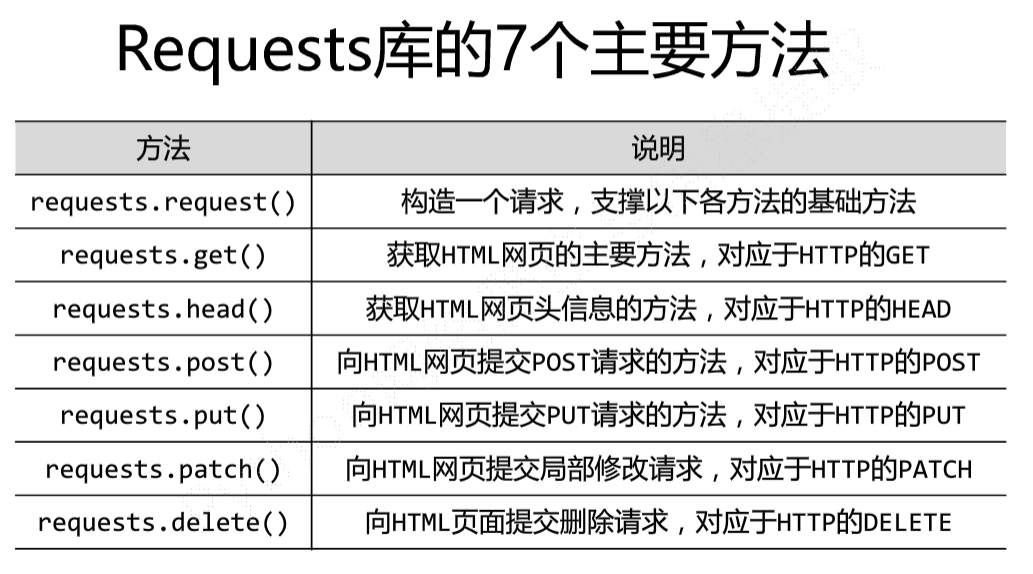 Requests库的7个主要方法
方法 说明
requests.request() 构造一个请求，支撑以下各方法的基础方法
requests.get() 获取HTML网页的主要方法，对应于HTTP的GET
requests.head() 获取HTML网页头信息的方法，对应于HTTP的HEAD
requests.post() 向HTML网页提交POST请求的方法，对应于HTTP的POST
requests.put() 向HTML网页提交PUT请求的方法，对应于HTTP的PUT
requests.patch() 向HTML网页提交局部修改请求，对应于HTTP的PATCH
requests.delete() 向HTML页面提交删除请求，对应于HTTP的DELETE